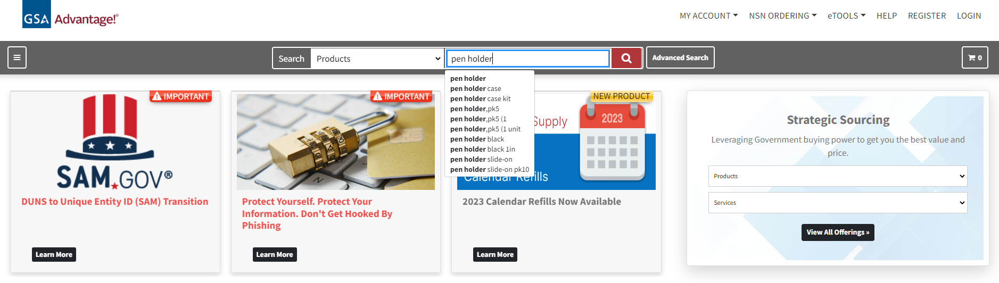 GSA Advantage!®
MY ACCOUNT NSN ORDERING eTOOLS HELP REGISTER LOGIN
Search Products pen holder Advanced Search 0
pen holder
pen holder case
pen holder case kit
pen holder,pk5
pen holder,pk5 (1
pen holder,pk5 (1 unit
pen holder black
pen holder black 1in
pen holder slide-on
pen holder slide-on pk10
IMPORTANT
SAM.GOV®
DUNS to Unique Entity ID (SAM) Transition
Learn More
IMPORTANT
Protect Yourself. Protect Your
Information. Don't Get Hooked By
Phishing
Learn More
NEW PRODUCT
Supply
2023
Calendar Refills
2023 Calendar Refills Now Available
Learn More
Strategic Sourcing
Leveraging Government buying power to get you the best value and
price.
Products
Services
View All Offerings »